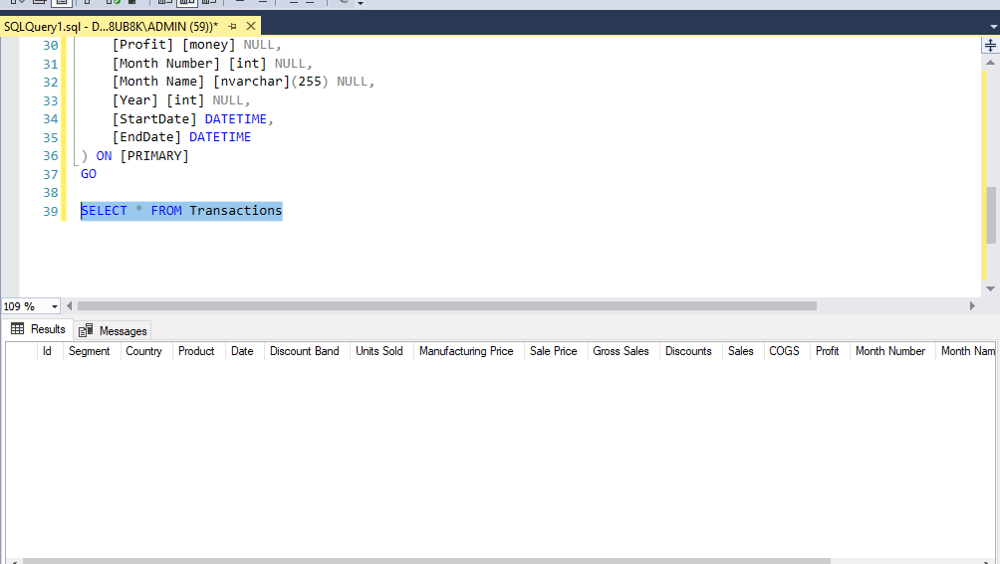 SQLQuery1.sql - D...8UB8K\ADMIN (59))*
30 [Profit] [money] NULL,
31 [Month Number] [int] NULL,
32 [Month Name] [nvarchar](255) NULL,
33 [Year] [int] NULL,
34 [StartDate] DATETIME,
35 [EndDate] DATETIME
36 ) ON [PRIMARY]
37 GO
38
39 SELECT * FROM Transactions
109 %
Results Messages
Id Segment Country Product Date Discount Band Units Sold Manufacturing Price Sale Price Gross Sales Discounts Sales COGS Profit Month Number Month Nam